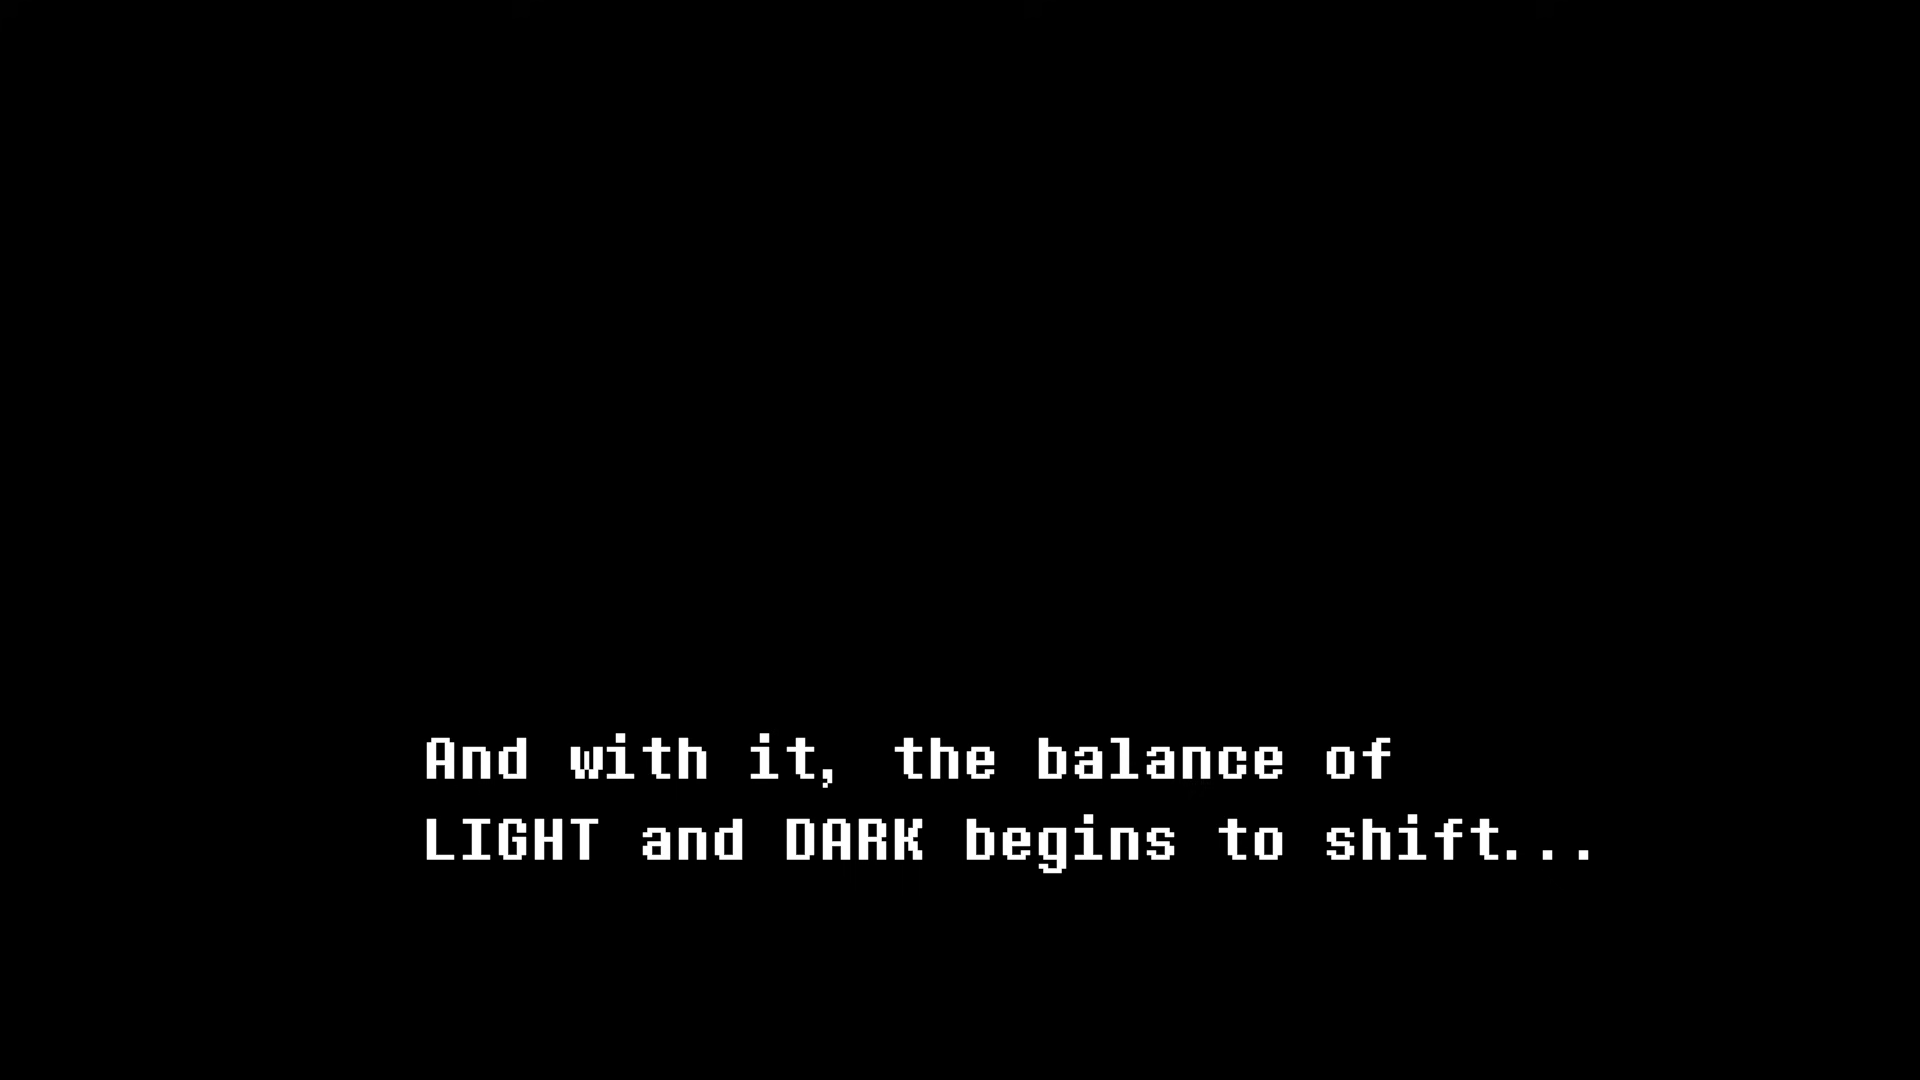 And with it, the balance of
LIGHT and DARK begins to shift...